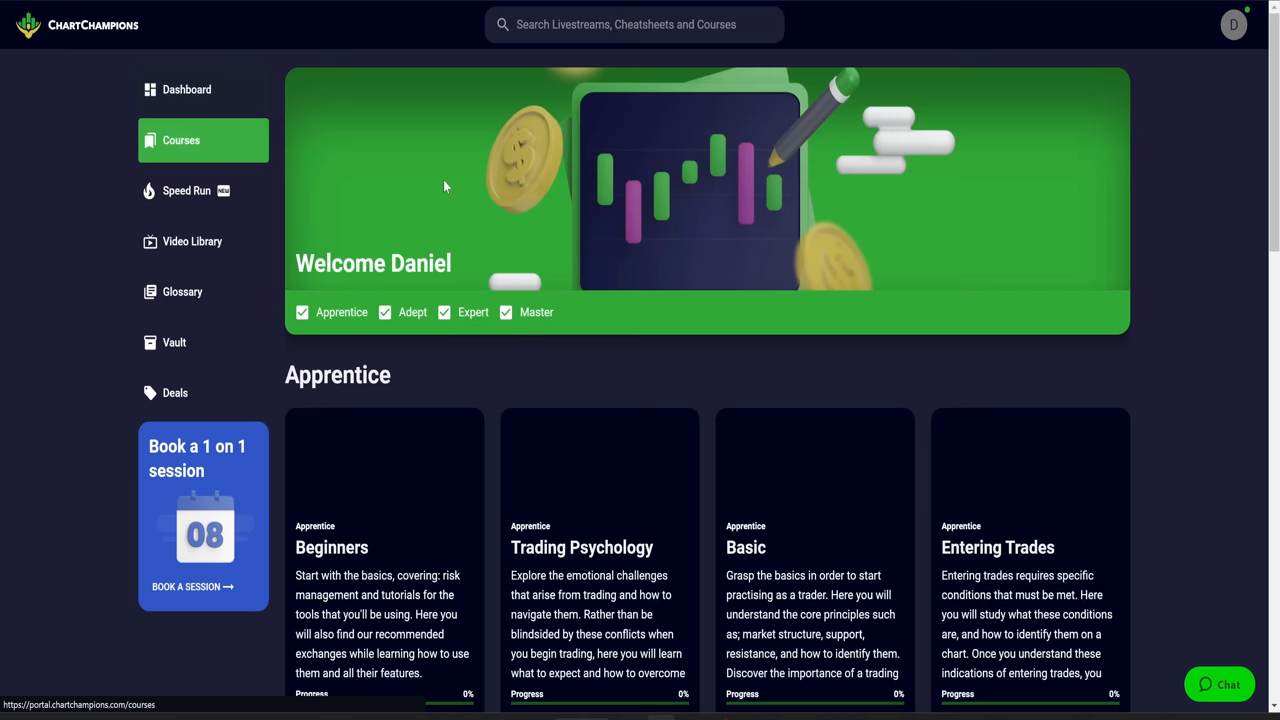 ChartChampions
Search Livestreams, Cheatsheets and Courses
D
Dashboard
Courses
Speed Run NEW
Video Library
Glossary
Vault
Deals
Book a 1 on 1
session
08
BOOK A SESSION
Welcome Daniel
Apprentice Adept Expert Master
Apprentice
Apprentice
Beginners
Start with the basics, covering: risk
management and tutorials for the
tools that you'll be using. Here you
will also find our recommended
exchanges while learning how to use
them and all their features.
Progress 0%
Apprentice
Trading Psychology
Explore the emotional challenges
that arise from trading and how to
navigate them. Rather than be
blindsided by these conflicts when
you begin trading, here you will learn
what to expect and how to overcome
Progress 0%
Apprentice
Basic
Grasp the basics in order to start
practising as a trader. Here you will
understand the core principles such
as; market structure, support,
resistance, and how to identify them.
Discover the importance of a trading
Progress 0%
Apprentice
Entering Trades
Entering trades requires specific
conditions that must be met. Here
you will study what these conditions
are, and how to identify them on a
chart. Once you understand these
indications of entering trades, you
Progress 0%
Chat
https://portal.chartchampions.com/courses